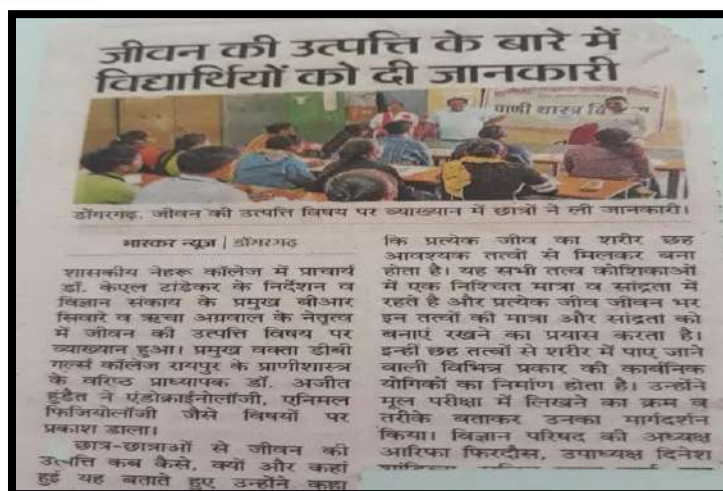 जीवन की उत्पत्ति के बारे में
विद्यार्थियों को दी जानकारी
प्राणी शास्त्र
डोंगरगढ़. जीवन की उत्पत्ति विषय पर व्याख्यान में छात्रों ने ली जानकारी।
भास्कर न्यूज | डोंगरगढ़
शासकीय नेहरू कॉलेज में प्राचार्य
डॉ. केएल टांडेकर के निर्देशन व
विज्ञान संकाय के प्रमुख बीआर
सिवारे व ऋचा अग्रवाल के नेतृत्व
में जीवन की उत्पत्ति विषय पर
व्याख्यान हुआ। प्रमुख वक्ता डीबी
गर्ल्स कॉलेज रायपुर के प्राणीशास्त्र
के वरिष्ठ प्राध्यापक डॉ. अजीत
हुंडैत ने एंडोक्राईनोलॉजी, एनिमल
फिजियोलॉजी जैसे विषयों पर
प्रकाश डाला।
छात्र-छात्राओं से जीवन की
उत्पत्ति कब कैसे, क्यों और कहां
हुई यह बताते हुए उन्होंने कहा
कि प्रत्येक जीव का शरीर छह
आवश्यक तत्वों से मिलकर बना
होता है। यह सभी तत्व कोशिकाओं
में एक निश्चित मात्रा व सांद्रता में
रहते है और प्रत्येक जीव जीवन भर
इन तत्वों की मात्रा और सांद्रता को
बनाएं रखने का प्रयास करता है।
इन्हीं छह तत्वों से शरीर में पाए जाने
वाली विभिन्न प्रकार की कार्बनिक
योगिकों का निर्माण होता है। उन्होंने
मूल परीक्षा में लिखने का क्रम व
तरीके बताकर उनका मार्गदर्शन
किया। विज्ञान परिषद की अध्यक्ष
आरिफा फिरदौस, उपाध्यक्ष दिनेश